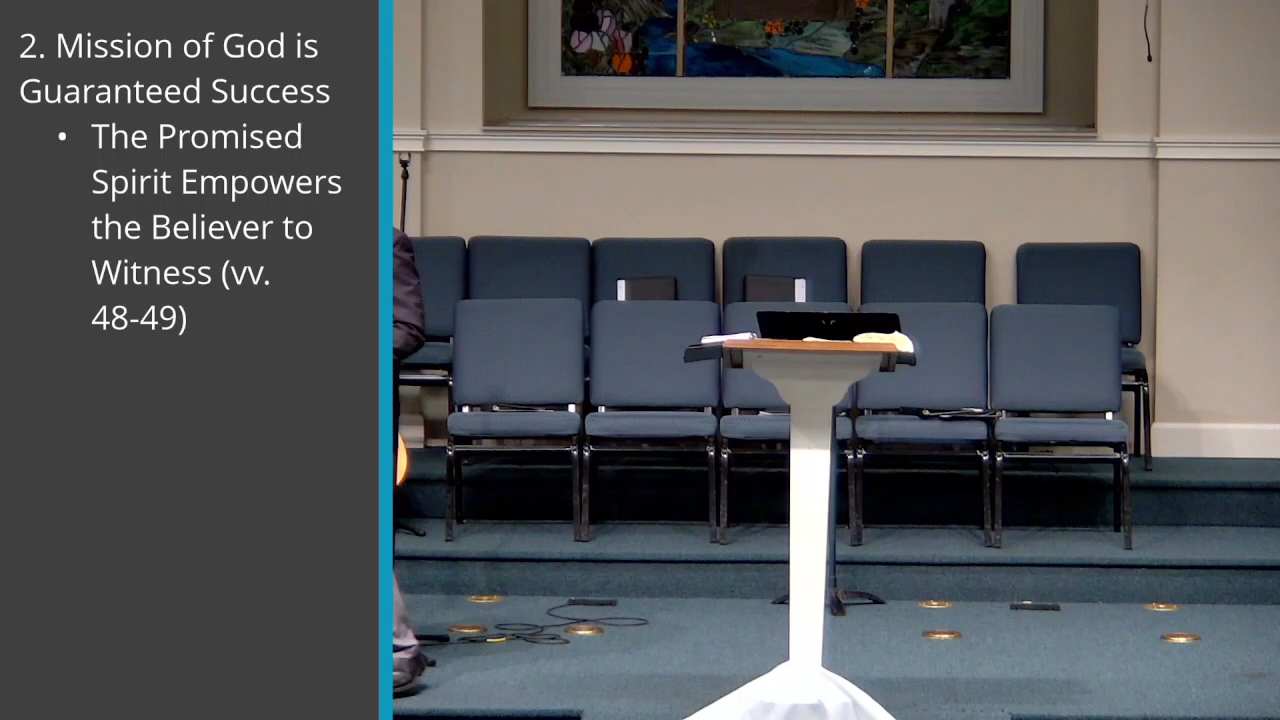 2. Mission of God is
Guaranteed Success
• The Promised
Spirit Empowers
the Believer to
Witness (vv.
48-49)